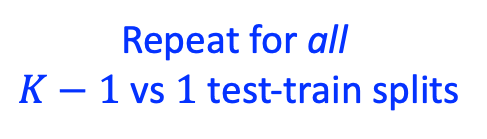 Repeat for all
K − 1 vs 1 test-train splits